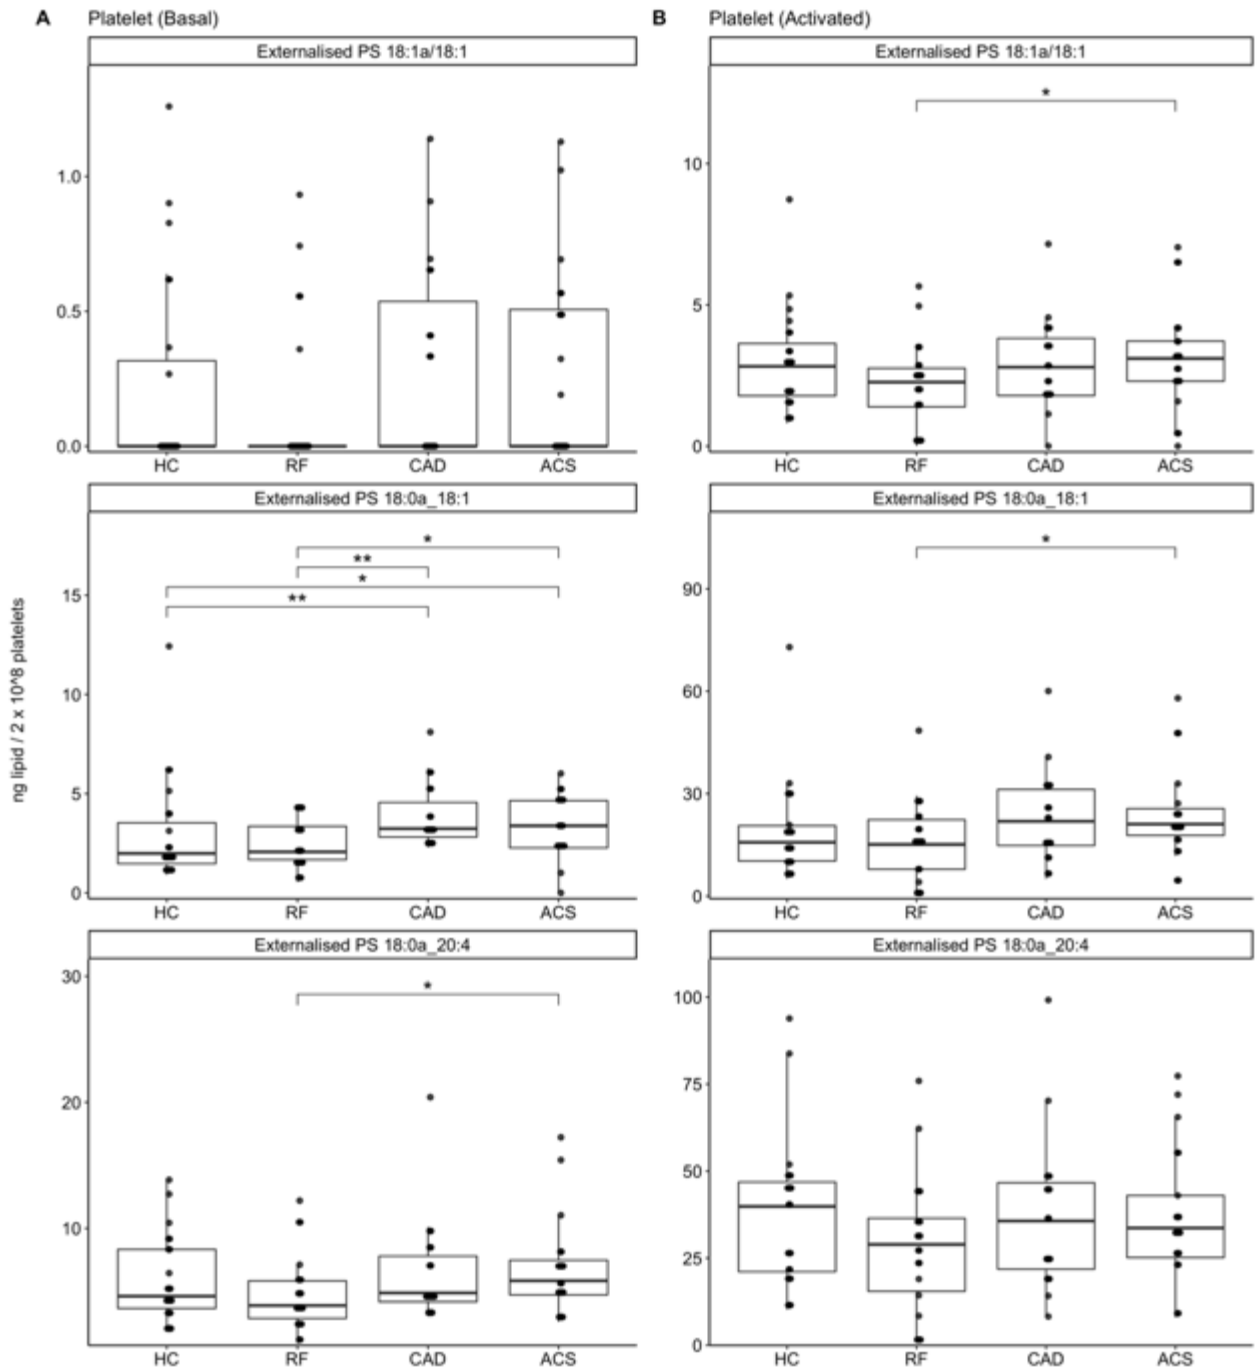 A Platelet (Basal)
B Platelet (Activated)
Externalised PS 18:1a/18:1
1.0
0.5
0.0
HC RF CAD ACS
Externalised PS 18:1a/18:1
*
10
5
0
HC RF CAD ACS
ng lipid / 2 x 10^8 platelets
Externalised PS 18:0a_18:1
*
**
*
**
15
10
5
0
HC RF CAD ACS
Externalised PS 18:0a_18:1
*
90
60
30
0
HC RF CAD ACS
Externalised PS 18:0a_20:4
*
30
20
10
HC RF CAD ACS
Externalised PS 18:0a_20:4
100
75
50
25
0
HC RF CAD ACS